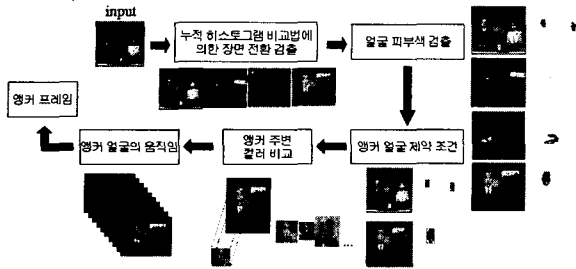 input
누적 히스토그램 비교법에
의한 장면 전환 검출
얼굴 피부색 검출
앵커 얼굴 제약 조건
앵커 주변
컬러 비교
앵커 얼굴의 움직임
앵커 프레임
...